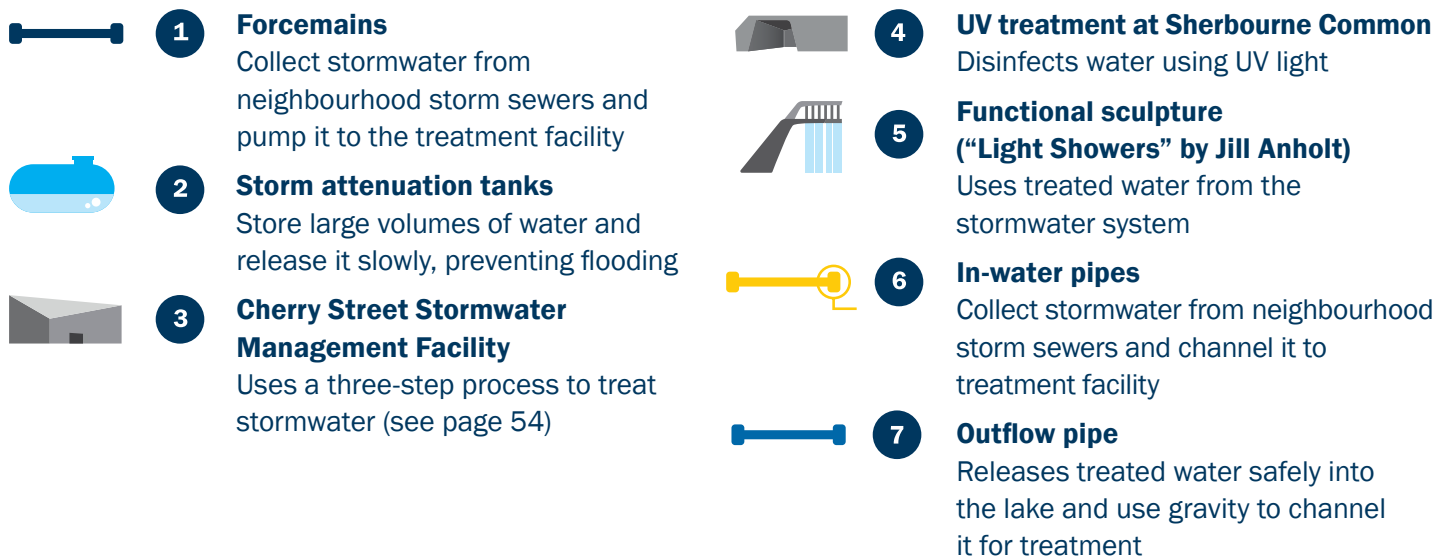 1
Forcemains
Collect stormwater from
neighbourhood storm sewers and
pump it to the treatment facility
2
Storm attenuation tanks
Store large volumes of water and
release it slowly, preventing flooding
3
Cherry Street Stormwater
Management Facility
Uses a three-step process to treat
stormwater (see page 54)
4
UV treatment at Sherbourne Common
Disinfects water using UV light
5
Functional sculpture
(“Light Showers” by Jill Anholt)
Uses treated water from the
stormwater system
6
In-water pipes
Collect stormwater from neighbourhood
storm sewers and channel it to
treatment facility
7
Outflow pipe
Releases treated water safely into
the lake and use gravity to channel
it for treatment